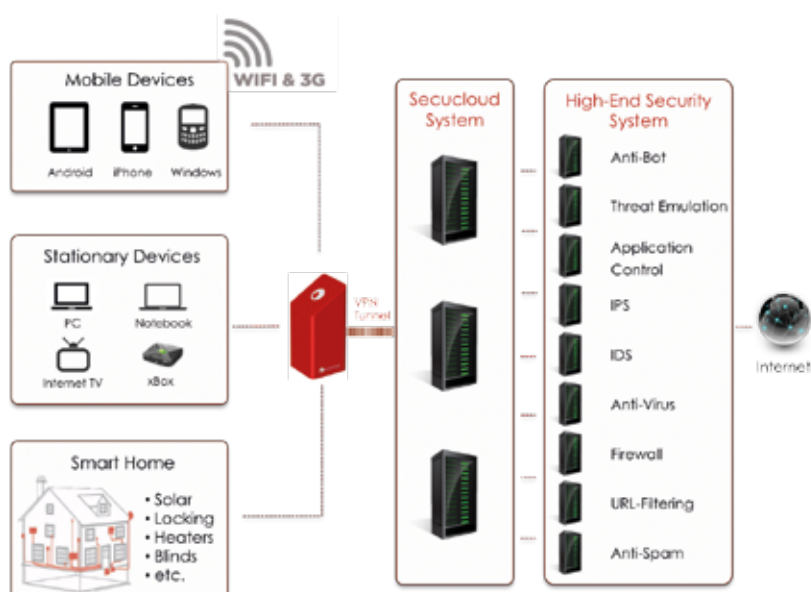 WIFI & 3G
Mobile Devices
Android iPhone Windows
Stationary Devices
PC Notebook
Internet TV xBox
Smart Home
• Solar
• Locking
• Heaters
• Blinds
• etc.
VPN
Tunnel
Secucloud
System
High-End Security
System
Anti-Bot
Threat Emulation
Application
Control
IPS
IDS
Anti-Virus
Firewall
URL-Filtering
Anti-Spam
Internet